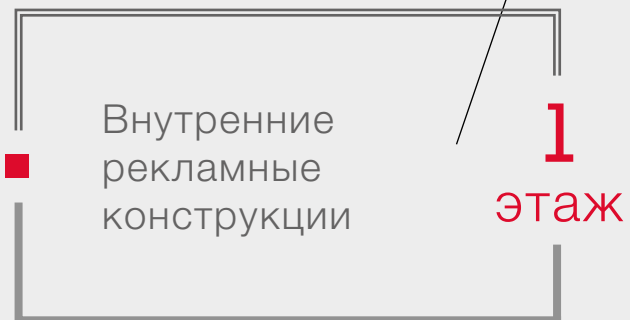 Внутренние
рекламные
конструкции
1
этаж